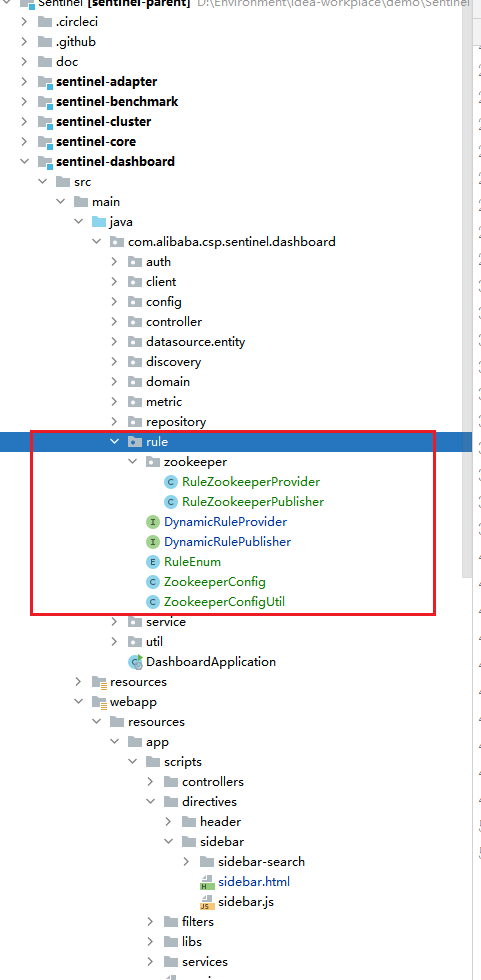 Sentinel [sentinel-parent] D:\Environment\idea-workplace\demo\Sentinel
.circleci
.github
doc
sentinel-adapter
sentinel-benchmark
sentinel-cluster
sentinel-core
sentinel-dashboard
src
main
java
com.alibaba.csp.sentinel.dashboard
auth
client
config
controller
datasource.entity
discovery
domain
metric
repository
rule
zookeeper
RuleZookeeperProvider
RuleZookeeperPublisher
DynamicRuleProvider
DynamicRulePublisher
RuleEnum
ZookeeperConfig
ZookeeperConfigUtil
service
util
DashboardApplication
resources
webapp
resources
app
scripts
controllers
directives
header
sidebar
sidebar-search
sidebar.html
sidebar.js
filters
libs
services